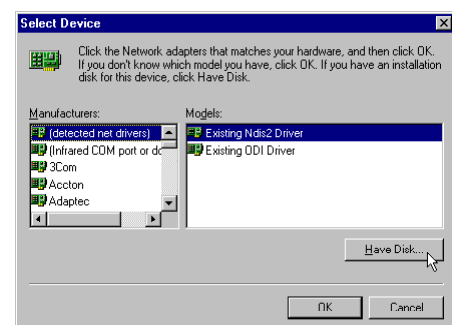 Select Device
Click the Network adapters that matches your hardware, and then click OK.
If you don't know which model you have, click OK. If you have an installation
disk for this device, click Have Disk.
Manufacturers:
(detected net drivers)
(Infrared COM port or dc
3Com
Accton
Adaptec
Models:
Existing Ndis2 Driver
Existing ODI Driver
Have Disk...
OK
Cancel